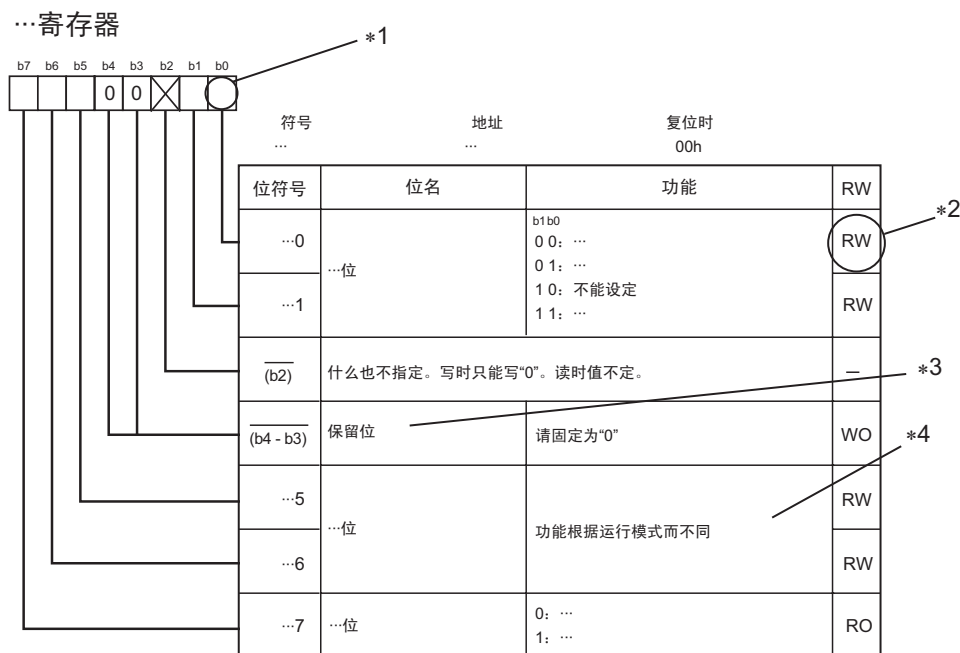 …寄存器
*1
b7 b6 b5 b4 b3 b2 b1 b0
0 0
符号 地址 复位时
… … 00h
位符号 位名 功能 RW
*2
b1b0
…0 …位 0 0：… RW
0 1：…
…1 1 0：不能设定 RW
1 1：…
(b2) 什么也不指定。写时只能写“0”。读时值不定。 –
*3
(b4 - b3) 保留位 请固定为“0” WO
*4
…5 …位 功能根据运行模式而不同 RW
…6 RW
…7 …位 0：… RO
1：…